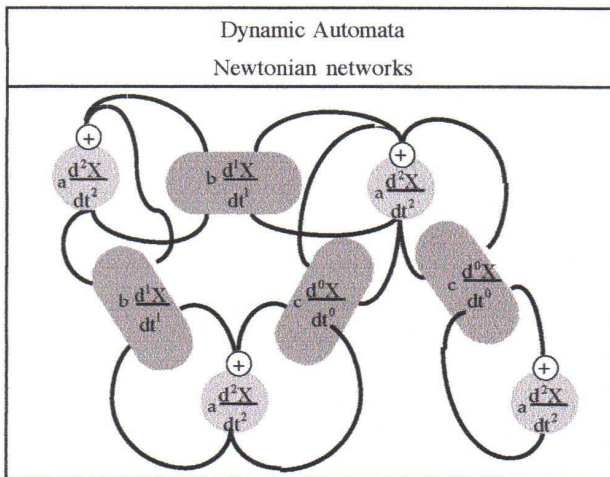 Dynamic Automata
Newtonian networks
+
+
a d²X
dt²
b d¹X
dt¹
a d²X
dt²
b d¹X
dt¹
c d⁰X
dt⁰
c d⁰X
dt⁰
+
+
a d²X
dt²
a d²X
dt²